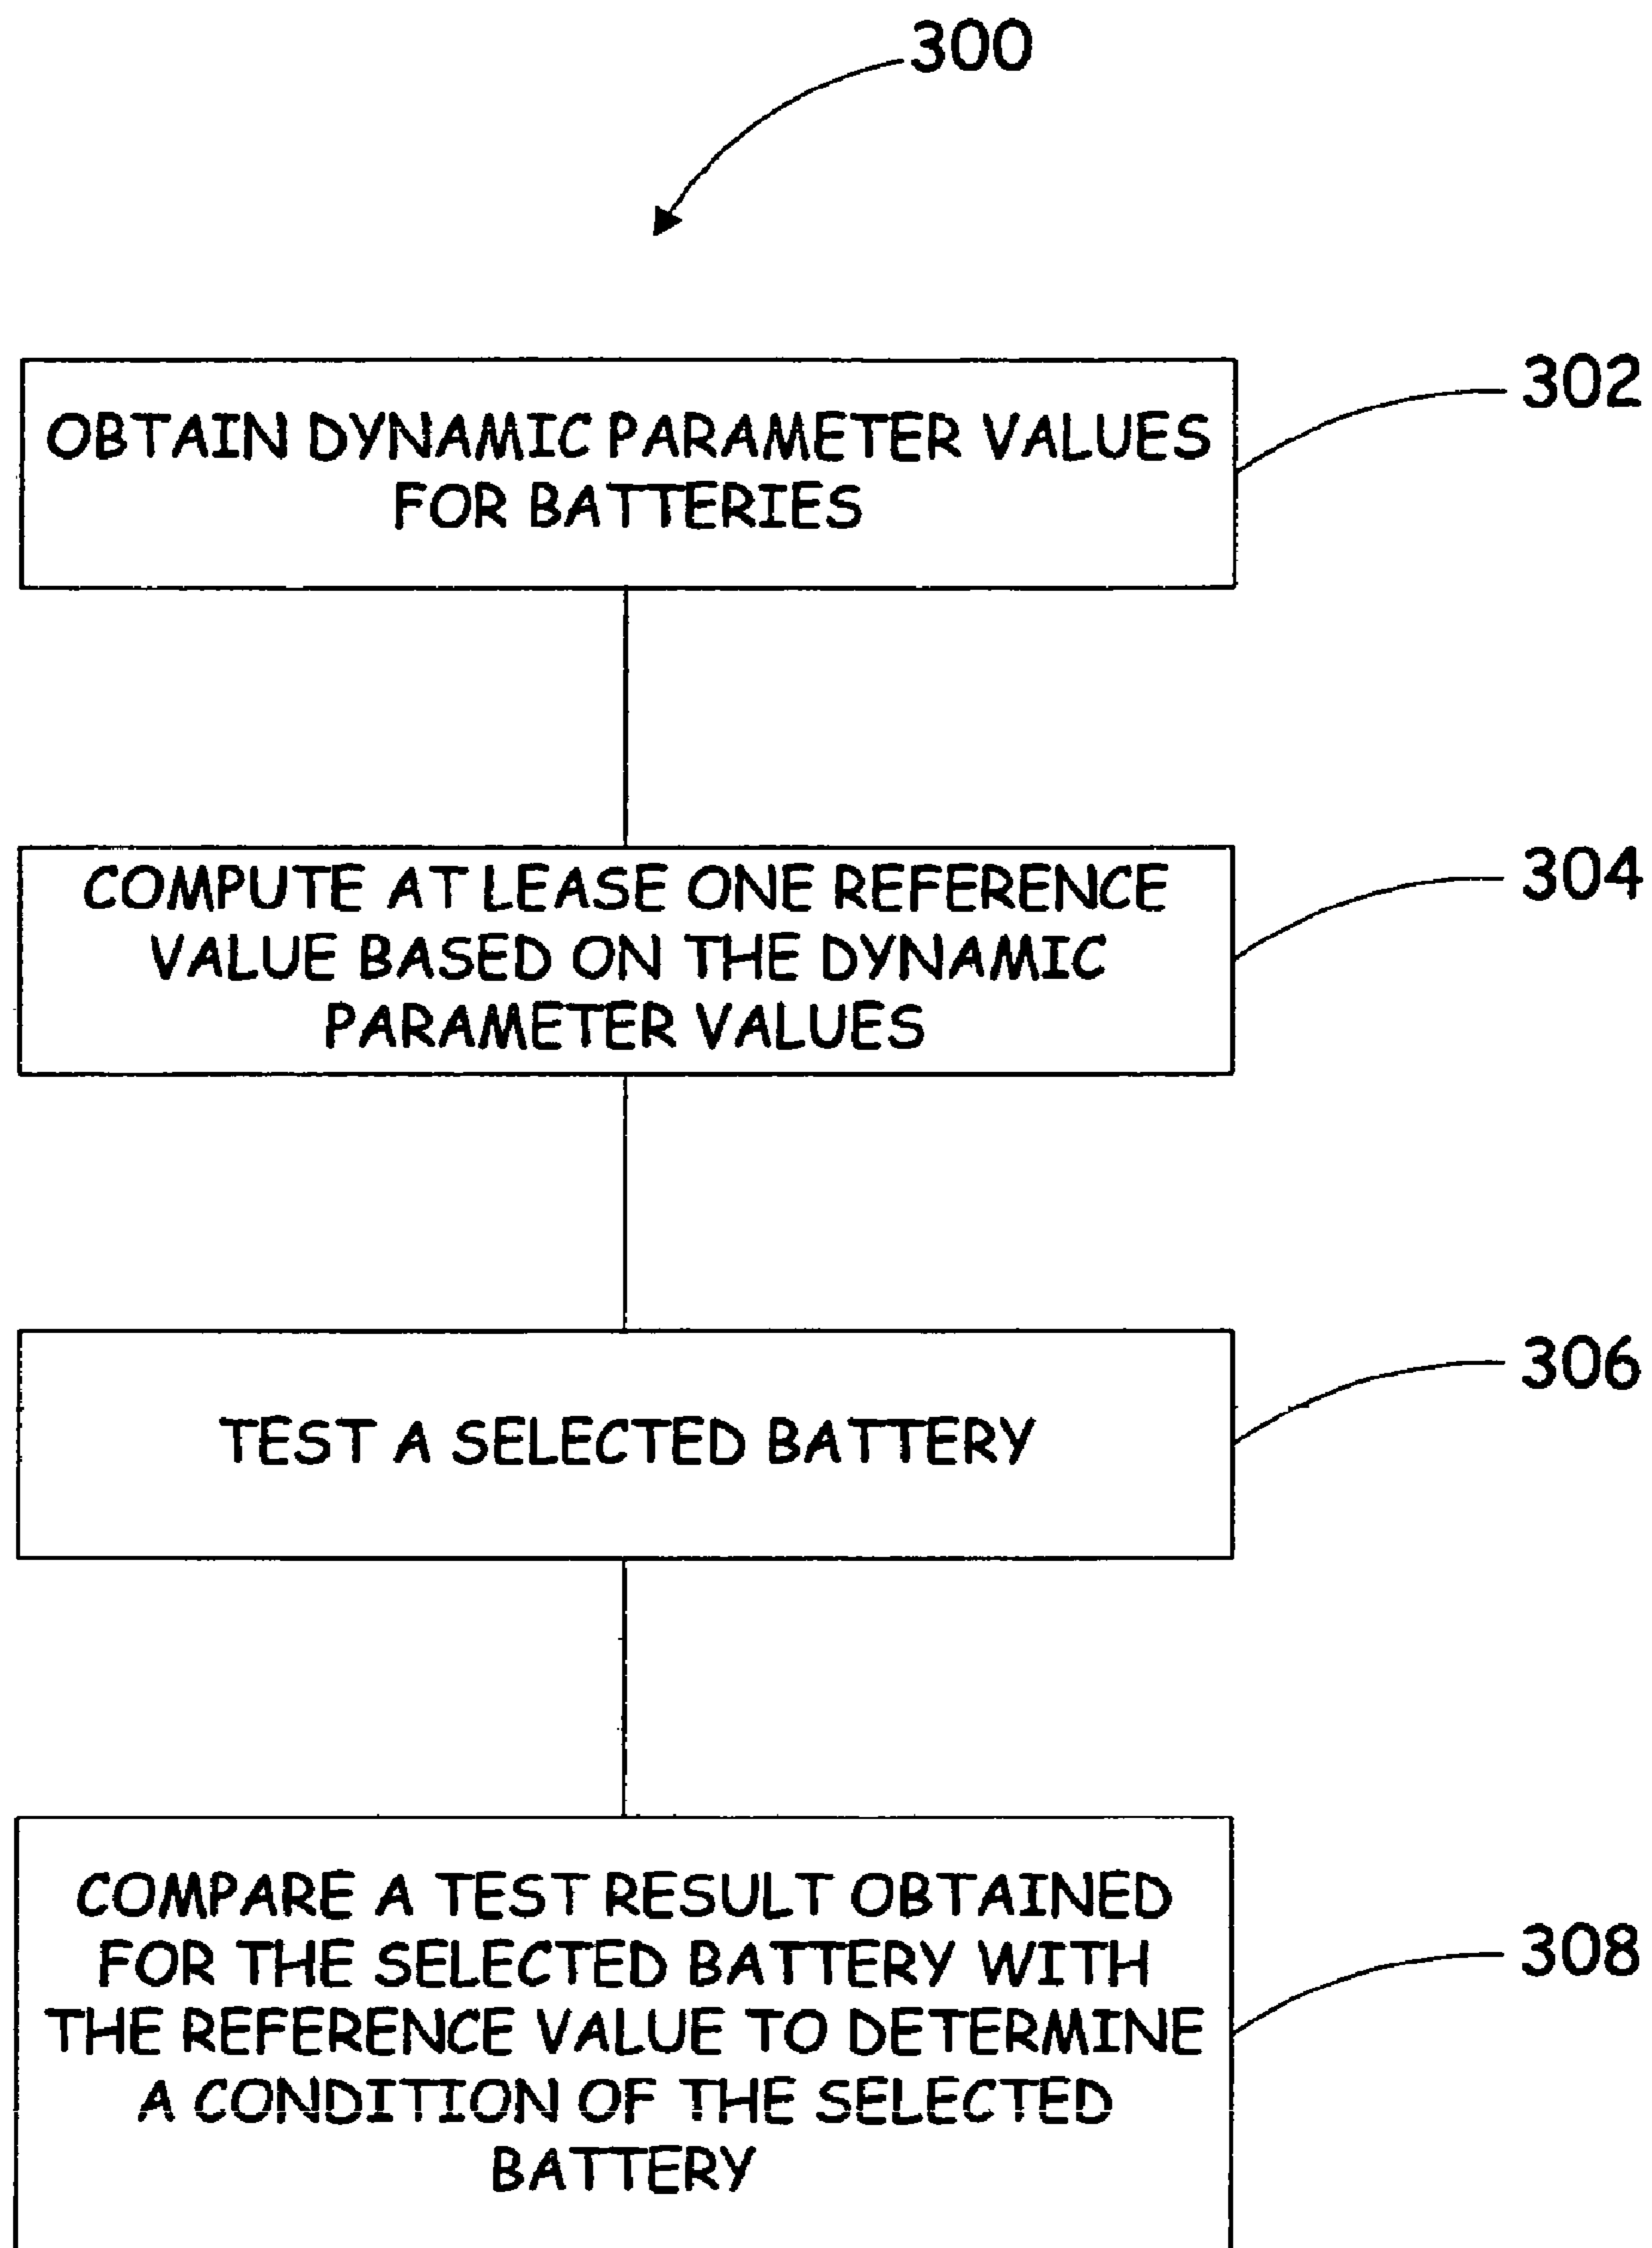 300
302
OBTAIN DYNAMIC PARAMETER VALUES
FOR BATTERIES
304
COMPUTE AT LEASE ONE REFERENCE
VALUE BASED ON THE DYNAMIC
PARAMETER VALUES
306
TEST A SELECTED BATTERY
308
COMPARE A TEST RESULT OBTAINED
FOR THE SELECTED BATTERY WITH
THE REFERENCE VALUE TO DETERMINE
A CONDITION OF THE SELECTED
BATTERY